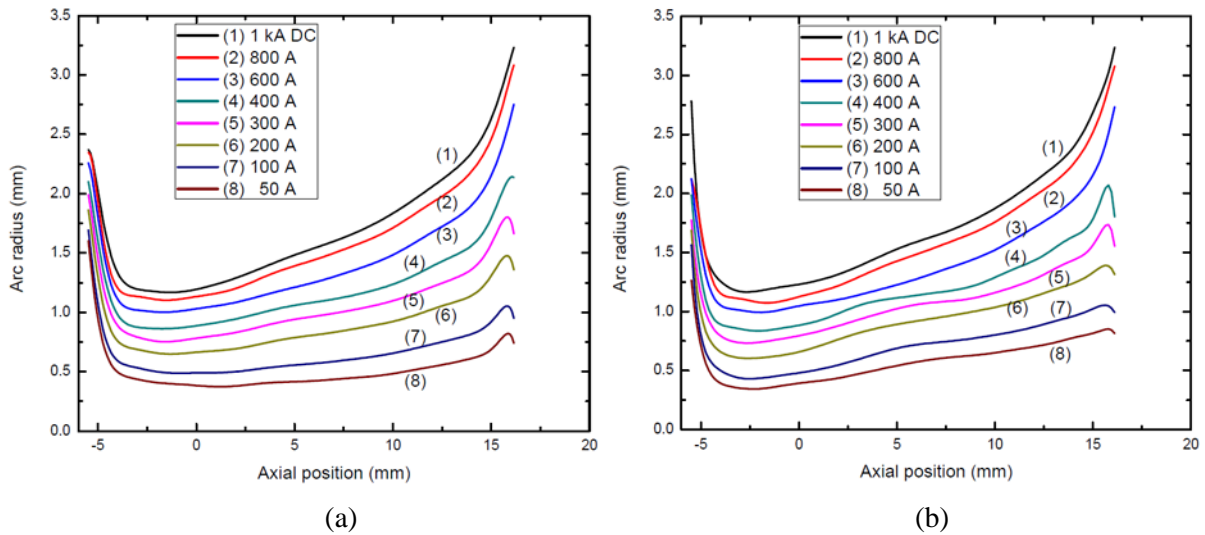 3.5
3.0
2.5
2.0
1.5
1.0
0.5
0.0
Arc radius (mm)
(1) 1 kA DC
(2) 800 A
(3) 600 A
(4) 400 A
(5) 300 A
(6) 200 A
(7) 100 A
(8) 50 A
(1)
(2)
(3)
(4)
(5)
(6)
(7)
(8)
-5 0 5 10 15 20
Axial position (mm)
(a)
3.5
3.0
2.5
2.0
1.5
1.0
0.5
0.0
Arc radius (mm)
(1) 1 kA DC
(2) 800 A
(3) 600 A
(4) 400 A
(5) 300 A
(6) 200 A
(7) 100 A
(8) 50 A
(1)
(2)
(3)
(4)
(5)
(6)
(7)
(8)
-5 0 5 10 15 20
Axial position (mm)
(b)